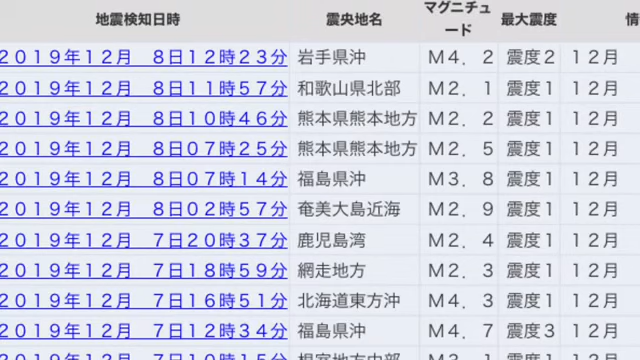 地震検知日時 震央地名 マグニチュード 最大震度 情
2019年12月 8日12時23分 岩手県沖 M4.2 震度2 12月
2019年12月 8日11時57分 和歌山県北部 M2.1 震度1 12月
2019年12月 8日10時46分 熊本県熊本地方 M2.2 震度1 12月
2019年12月 8日07時25分 熊本県熊本地方 M2.5 震度1 12月
2019年12月 8日07時14分 福島県沖 M3.8 震度1 12月
2019年12月 8日02時57分 奄美大島近海 M2.9 震度1 12月
2019年12月 7日20時37分 鹿児島湾 M2.4 震度1 12月
2019年12月 7日18時59分 網走地方 M2.3 震度1 12月
2019年12月 7日16時51分 北海道東方沖 M4.3 震度1 12月
2019年12月 7日12時34分 福島県沖 M4.7 震度3 12月